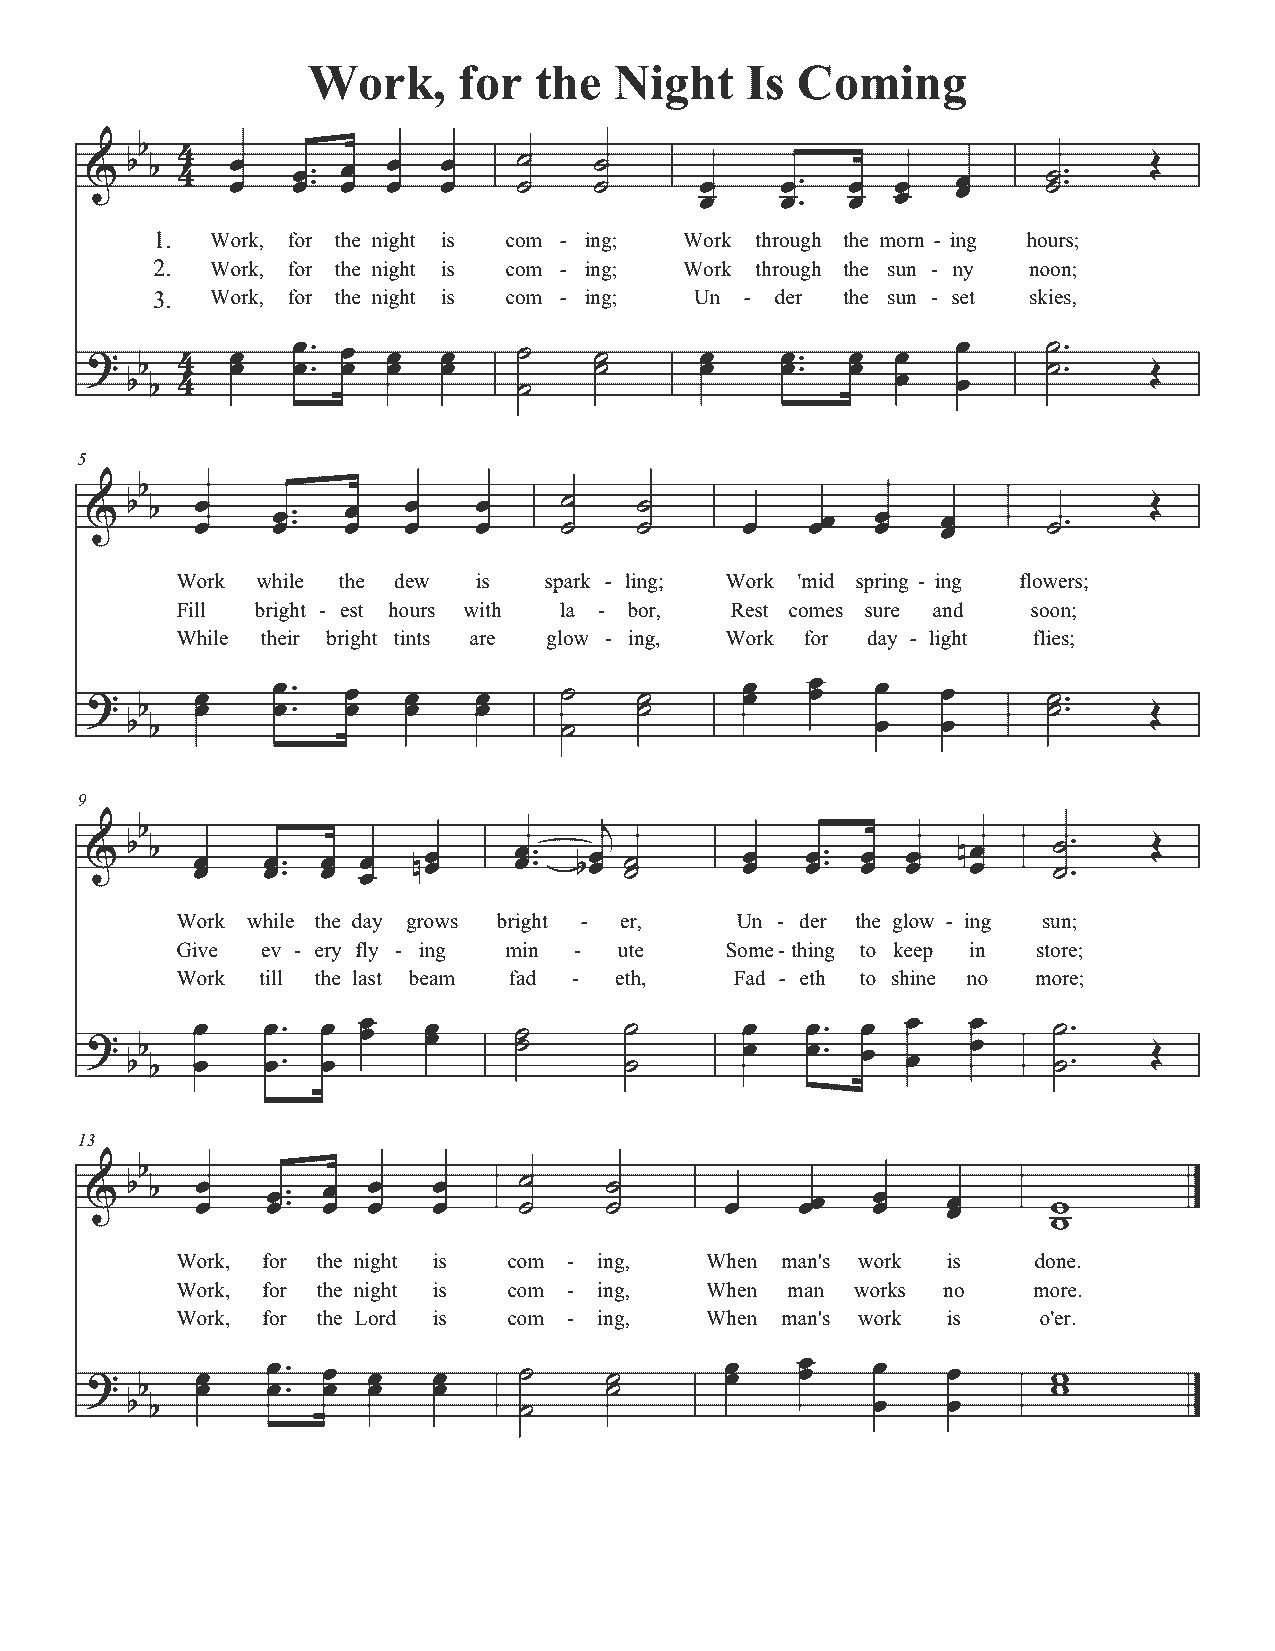 Work, for the Night Is Coming
1. Work, for the night is com - ing; Work through the morn - ing hours;
2. Work, for the night is com - ing; Work through the sun - ny noon;
3. Work, for the night is com - ing; Un - der the sun - set skies,
5
Work while the dew is spark - ling; Work 'mid spring - ing flowers;
Fill bright - est hours with la - bor, Rest comes sure and soon;
While their bright tints are glow - ing, Work for day - light flies;
9
Work while the day grows bright - er, Un - der the glow - ing sun;
Give ev - ery fly - ing min - ute Some - thing to keep in store;
Work till the last beam fad - eth, Fad - eth to shine no more;
13
Work, for the night is com - ing, When man's work is done.
Work, for the night is com - ing, When man works no more.
Work, for the Lord is com - ing, When man's work is o'er.